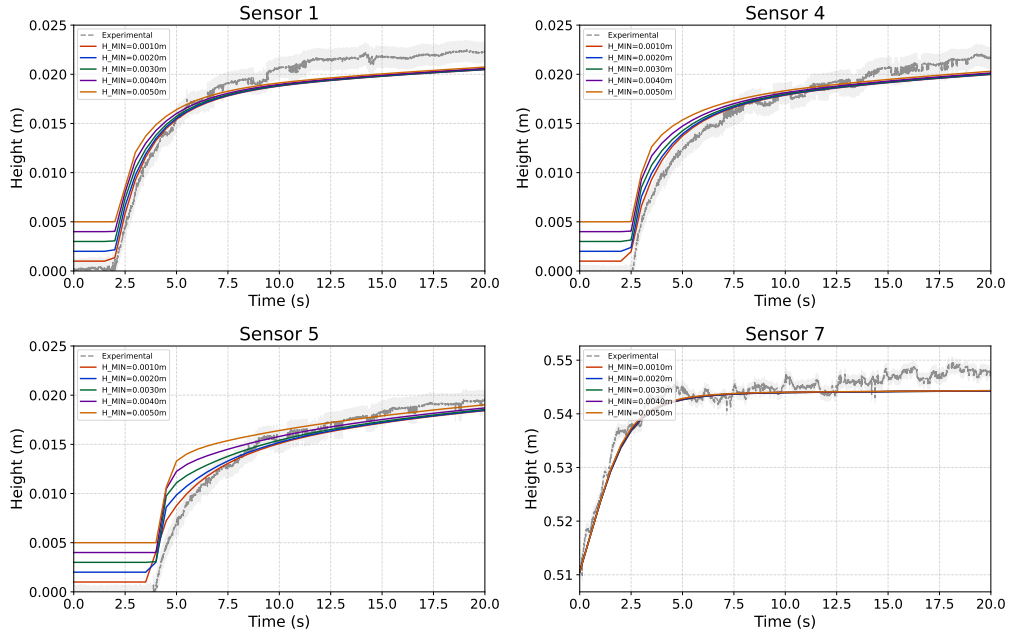 Sensor 1
Height (m)
0.025
0.020
0.015
0.010
0.005
0.000
Experimental
H_MIN=0.0010m
H_MIN=0.0020m
H_MIN=0.0030m
H_MIN=0.0040m
H_MIN=0.0050m
0.0 2.5 5.0 7.5 10.0 12.5 15.0 17.5 20.0
Time (s)
Sensor 4
Height (m)
0.025
0.020
0.015
0.010
0.005
0.000
Experimental
H_MIN=0.0010m
H_MIN=0.0020m
H_MIN=0.0030m
H_MIN=0.0040m
H_MIN=0.0050m
0.0 2.5 5.0 7.5 10.0 12.5 15.0 17.5 20.0
Time (s)
Sensor 5
Height (m)
0.025
0.020
0.015
0.010
0.005
0.000
Experimental
H_MIN=0.0010m
H_MIN=0.0020m
H_MIN=0.0030m
H_MIN=0.0040m
H_MIN=0.0050m
0.0 2.5 5.0 7.5 10.0 12.5 15.0 17.5 20.0
Time (s)
Sensor 7
Height (m)
0.55
0.54
0.53
0.52
0.51
Experimental
H_MIN=0.0010m
H_MIN=0.0020m
H_MIN=0.0030m
H_MIN=0.0040m
H_MIN=0.0050m
0.0 2.5 5.0 7.5 10.0 12.5 15.0 17.5 20.0
Time (s)